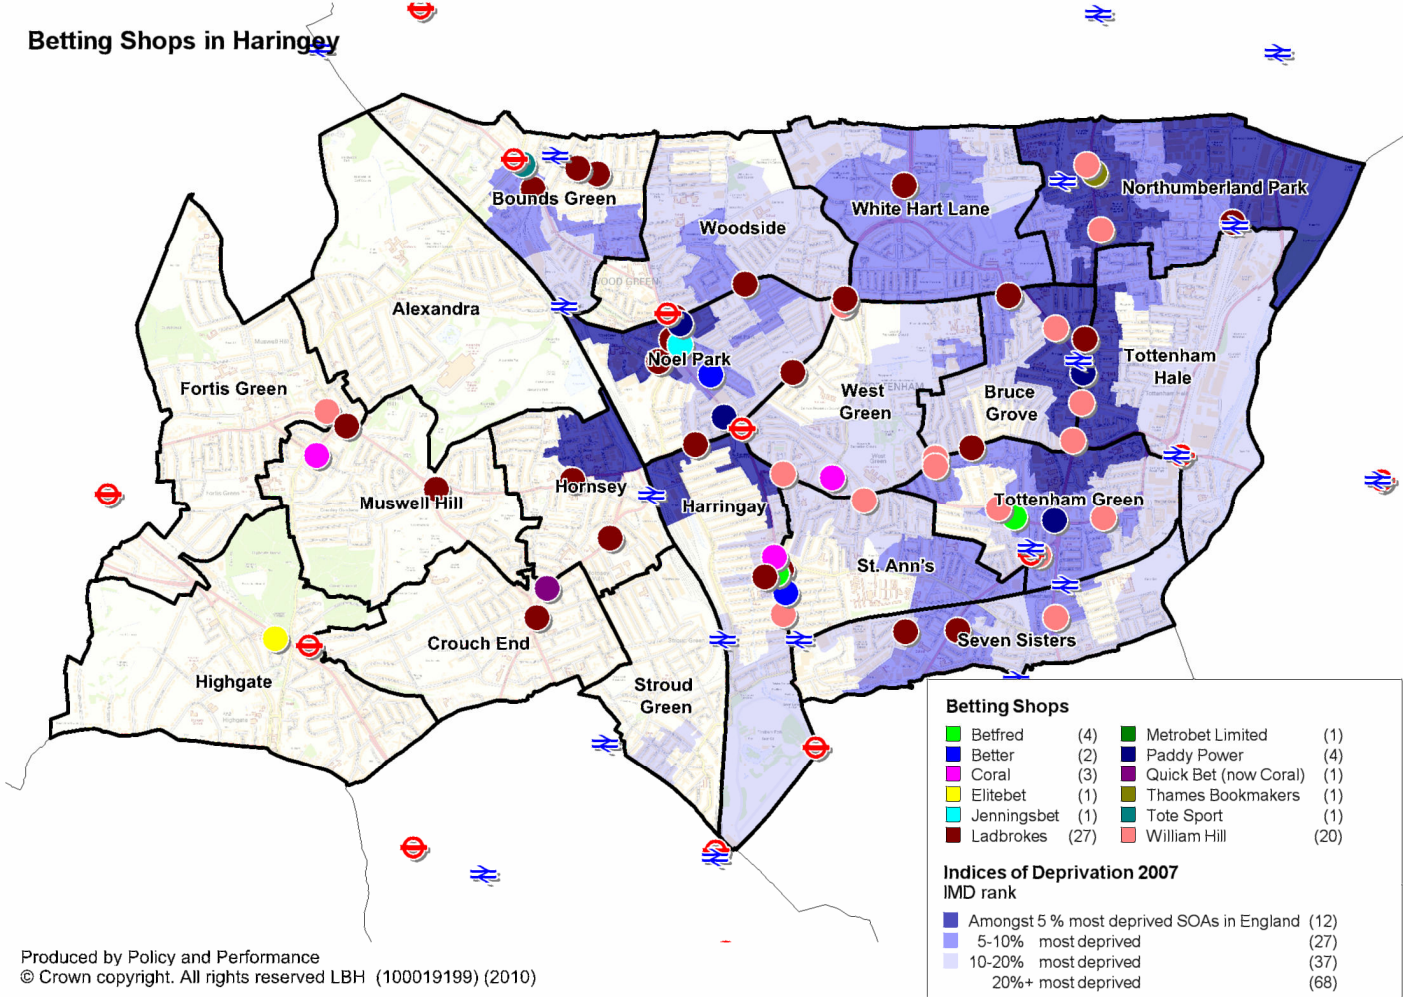 Betting Shops in Haringey
Northumberland Park
Bounds Green
White Hart Lane
Woodside
WOOD GREEN
Alexandra
Noel Park
Tottenham
Hale
Fortis Green
West
Green
Bruce
Grove
Muswell Hill
Hornsey
Harringay
Tottenham Green
St. Ann's
Crouch End
Seven Sisters
Highgate
Stroud
Green
Betting Shops
Betfred (4)
Better (2)
Coral (3)
Elitebet (1)
Jenningsbet (1)
Ladbrokes (27)
Metrobet Limited (1)
Paddy Power (4)
Quick Bet (now Coral) (1)
Thames Bookmakers (1)
Tote Sport (1)
William Hill (20)
Indices of Deprivation 2007
IMD rank
Amongst 5 % most deprived SOAs in England (12)
5-10% most deprived (27)
10-20% most deprived (37)
20%+ most deprived (68)
Produced by Policy and Performance
© Crown copyright. All rights reserved LBH (100019199) (2010)